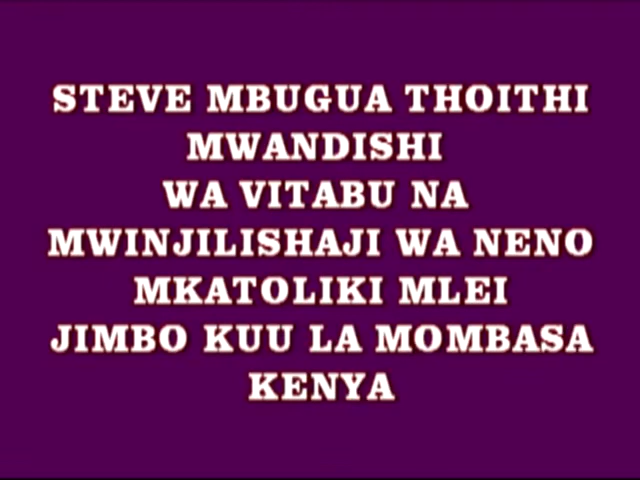 STEVE MBUGUA THOITHI
MWANDISHI
WA VITABU NA
MWINJILISHAJI WA NENO
MKATOLIKI MLEI
JIMBO KUU LA MOMBASA
KENYA